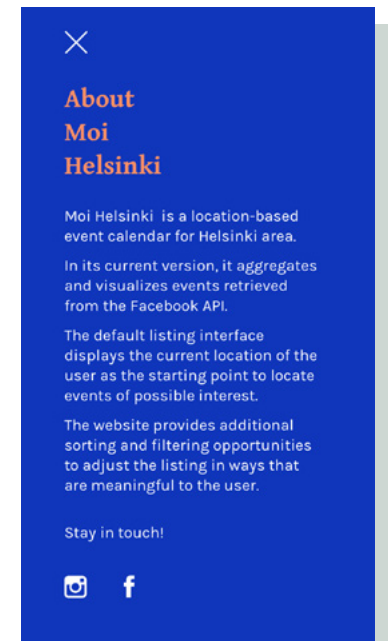 About
Moi
Helsinki
Moi Helsinki is a location-based
event calendar for Helsinki area.
In its current version, it aggregates
and visualizes events retrieved
from the Facebook API.
The default listing interface
displays the current location of the
user as the starting point to locate
events of possible interest.
The website provides additional
sorting and filtering opportunities
to adjust the listing in ways that
are meaningful to the user.
Stay in touch!